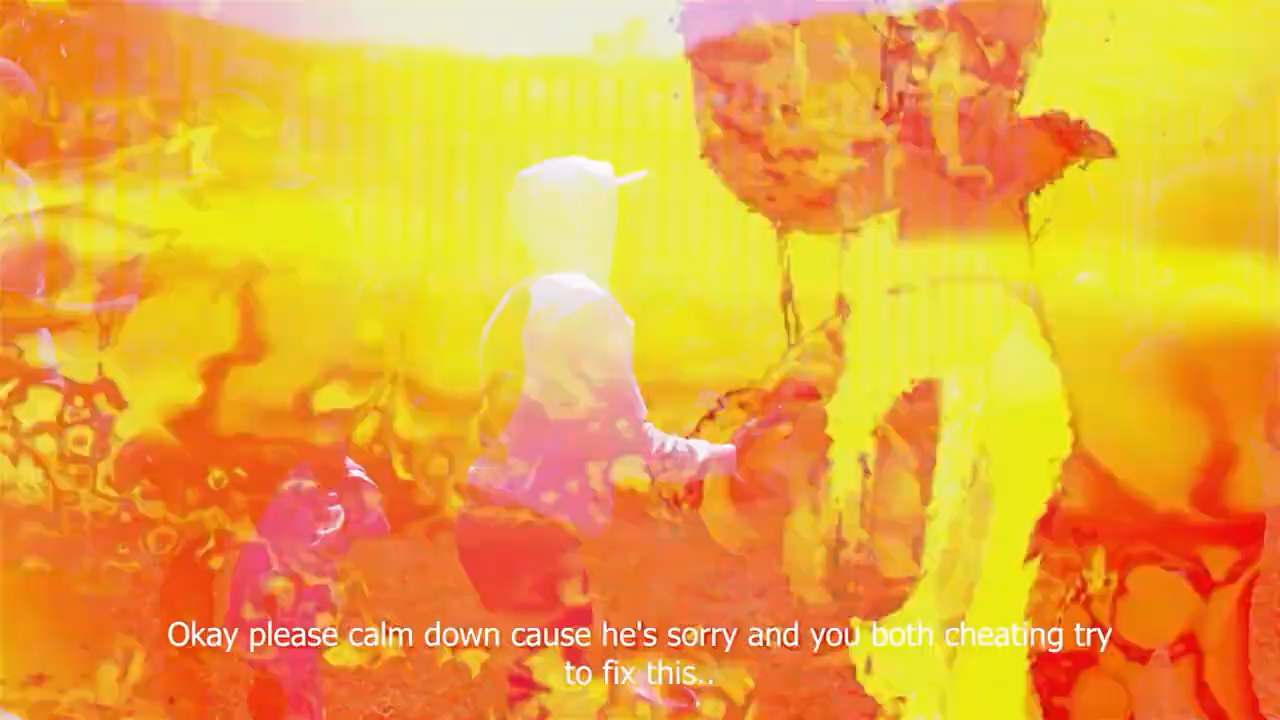 Okay please calm down cause he's sorry and you both cheating try
to fix this..